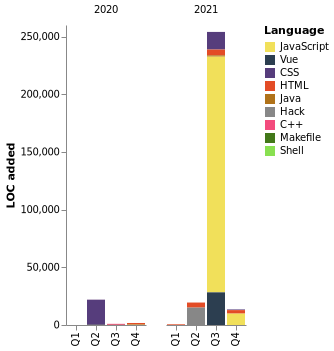 2020 2021
Language
JavaScript
Vue
CSS
HTML
Java
Hack
C++
Makefile
Shell
LOC added
250,000
200,000
150,000
100,000
50,000
0
Q1 Q2 Q3 Q4 Q1 Q2 Q3 Q4